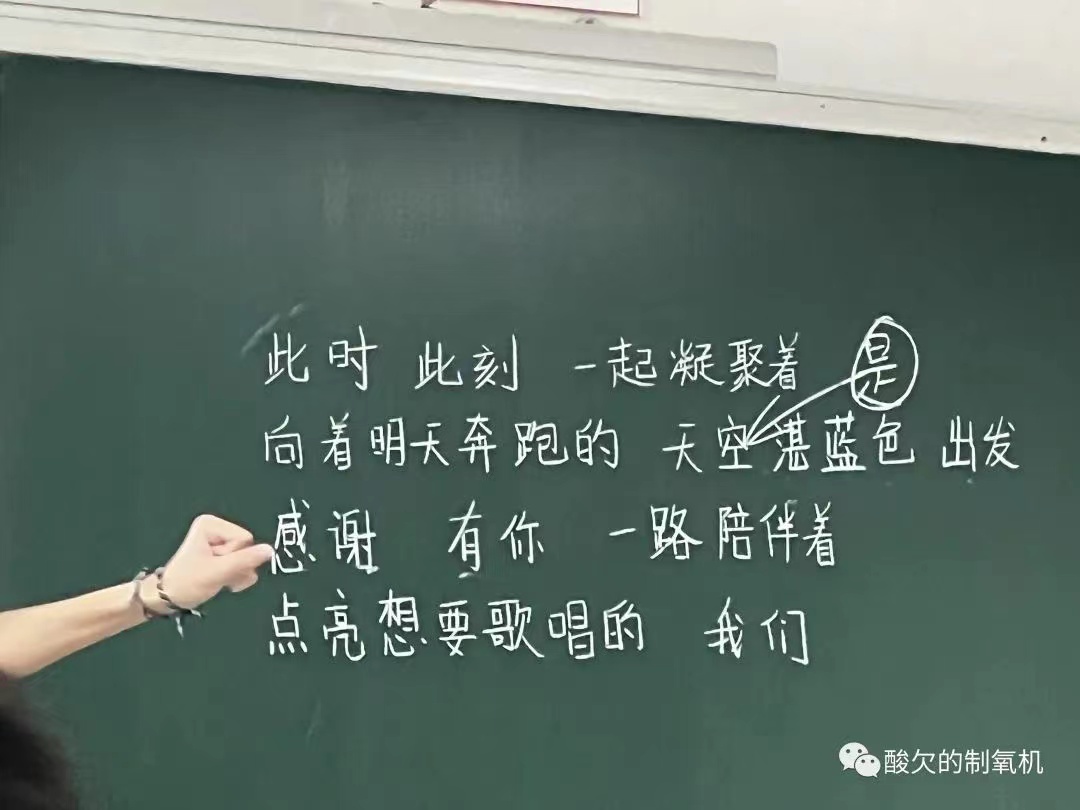 此时 此刻 一起凝聚着 是
向着明天奔跑的 天空湛蓝色 出发
感谢 有你 一路陪伴着
点亮想要歌唱的 我们
酸欠的制氧机